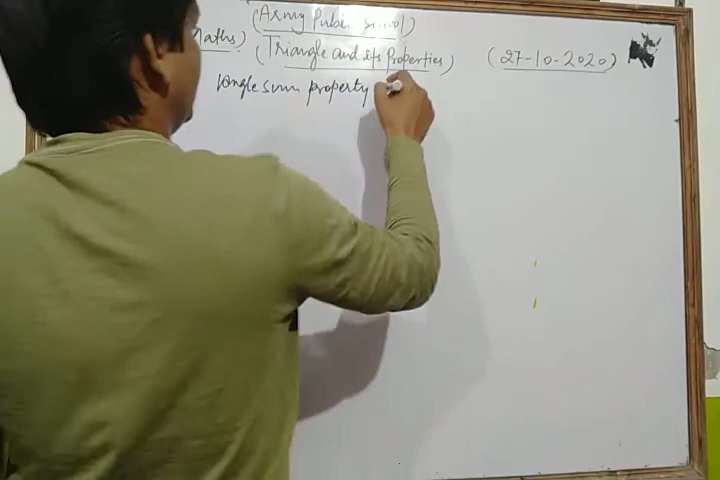 (Army Public School)
Maths) (Triangle and its properties) (27-10-2020)
angle sum property